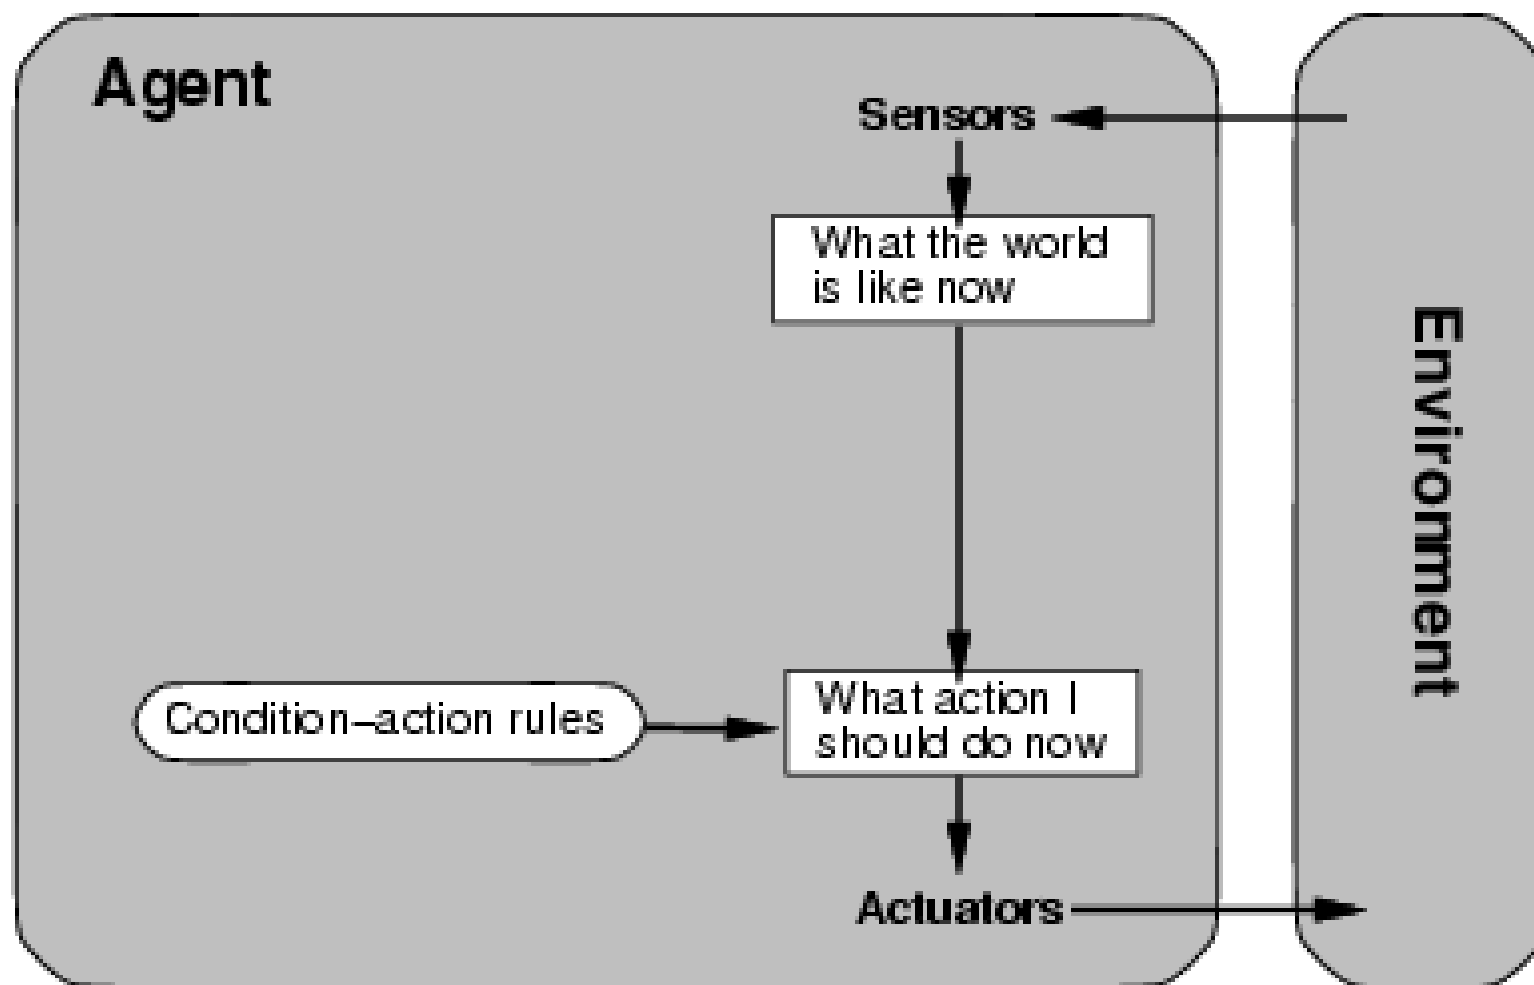 Agent
Sensors
What the world
is like now
Environment
Condition–action rules
What action I
should do now
Actuators